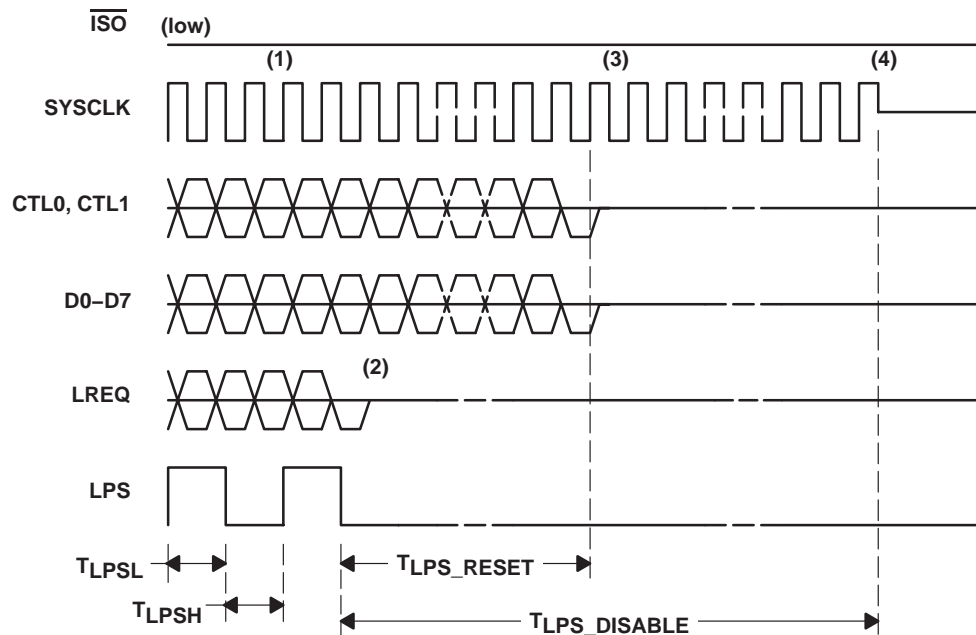 ISO (low)
(1) (3) (4)
SYSCLK
CTL0, CTL1
D0–D7
(2)
LREQ
LPS
TLPSL TLPS_RESET
TLPSH TLPS_DISABLE